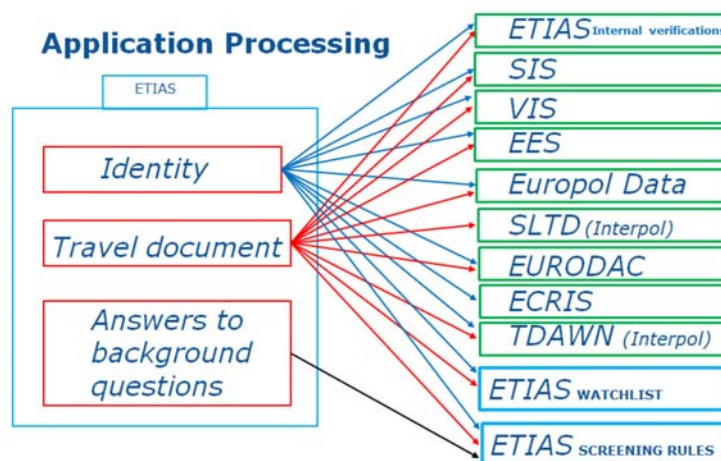 Application Processing
ETIAS
Identity
Travel document
Answers to
background
questions
ETIAS Internal verifications
SIS
VIS
EES
Europol Data
SLTD (Interpol)
EURODAC
ECRIS
TDAWN (Interpol)
ETIAS WATCHLIST
ETIAS SCREENING RULES